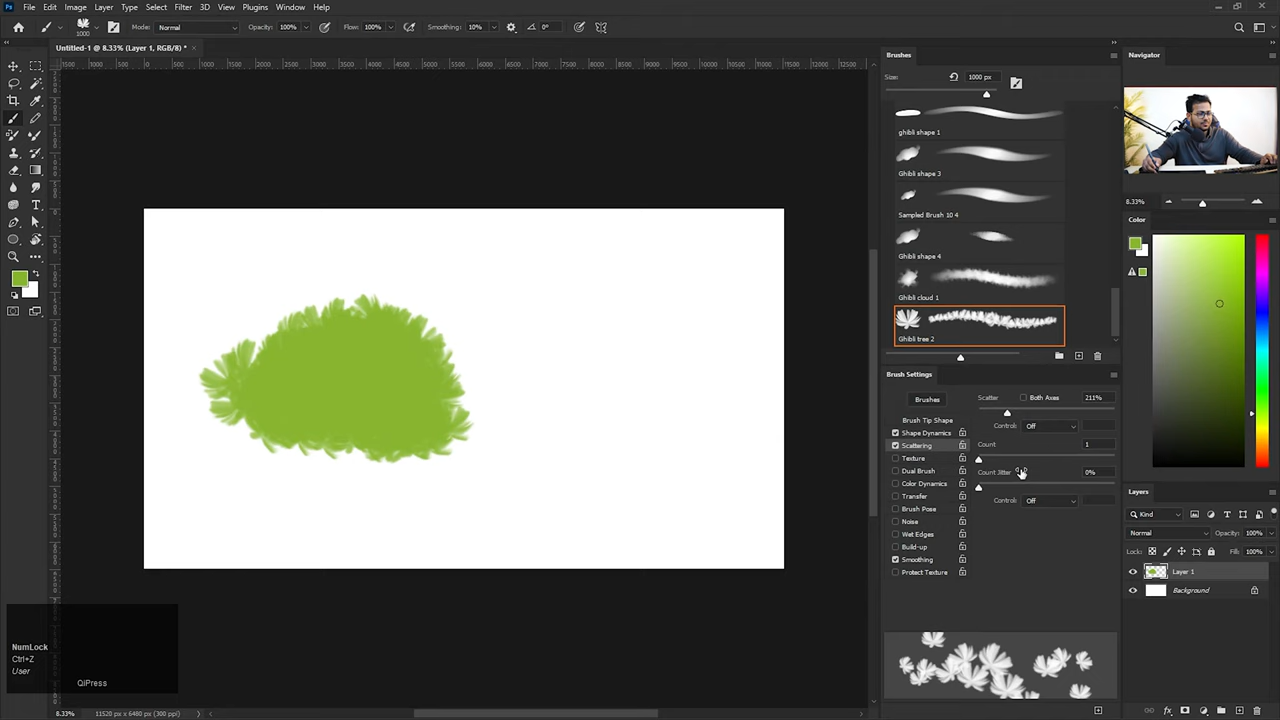 File Edit Image Layer Type Select Filter 3D View Plugins Window Help
1000 Mode: Normal Opacity: 100% Flow: 100% Smoothing: 10% 0°
Untitled-1 @ 8.33% (Layer 1, RGB/8) *
Brushes
Size: 1000 px
ghibli shape 1
Ghibli shape 3
Sampled Brush 10 4
Ghibli shape 4
Ghibli cloud 1
Ghibli tree 2
Brush Settings
Brushes
Brush Tip Shape
Shape Dynamics
Scattering
Texture
Dual Brush
Color Dynamics
Transfer
Brush Pose
Noise
Wet Edges
Build-up
Smoothing
Protect Texture
Scatter Both Axes 211%
Control: Off
Count 1
Count Jitter 0%
Control: Off
Navigator
8.33%
Color
Layers
Kind
Normal Opacity: 100%
Lock: Fill: 100%
Layer 1
Background
NumLock
Ctrl+Z
User
QiPress
8.33% 11520 px x 6480 px (300 ppi)